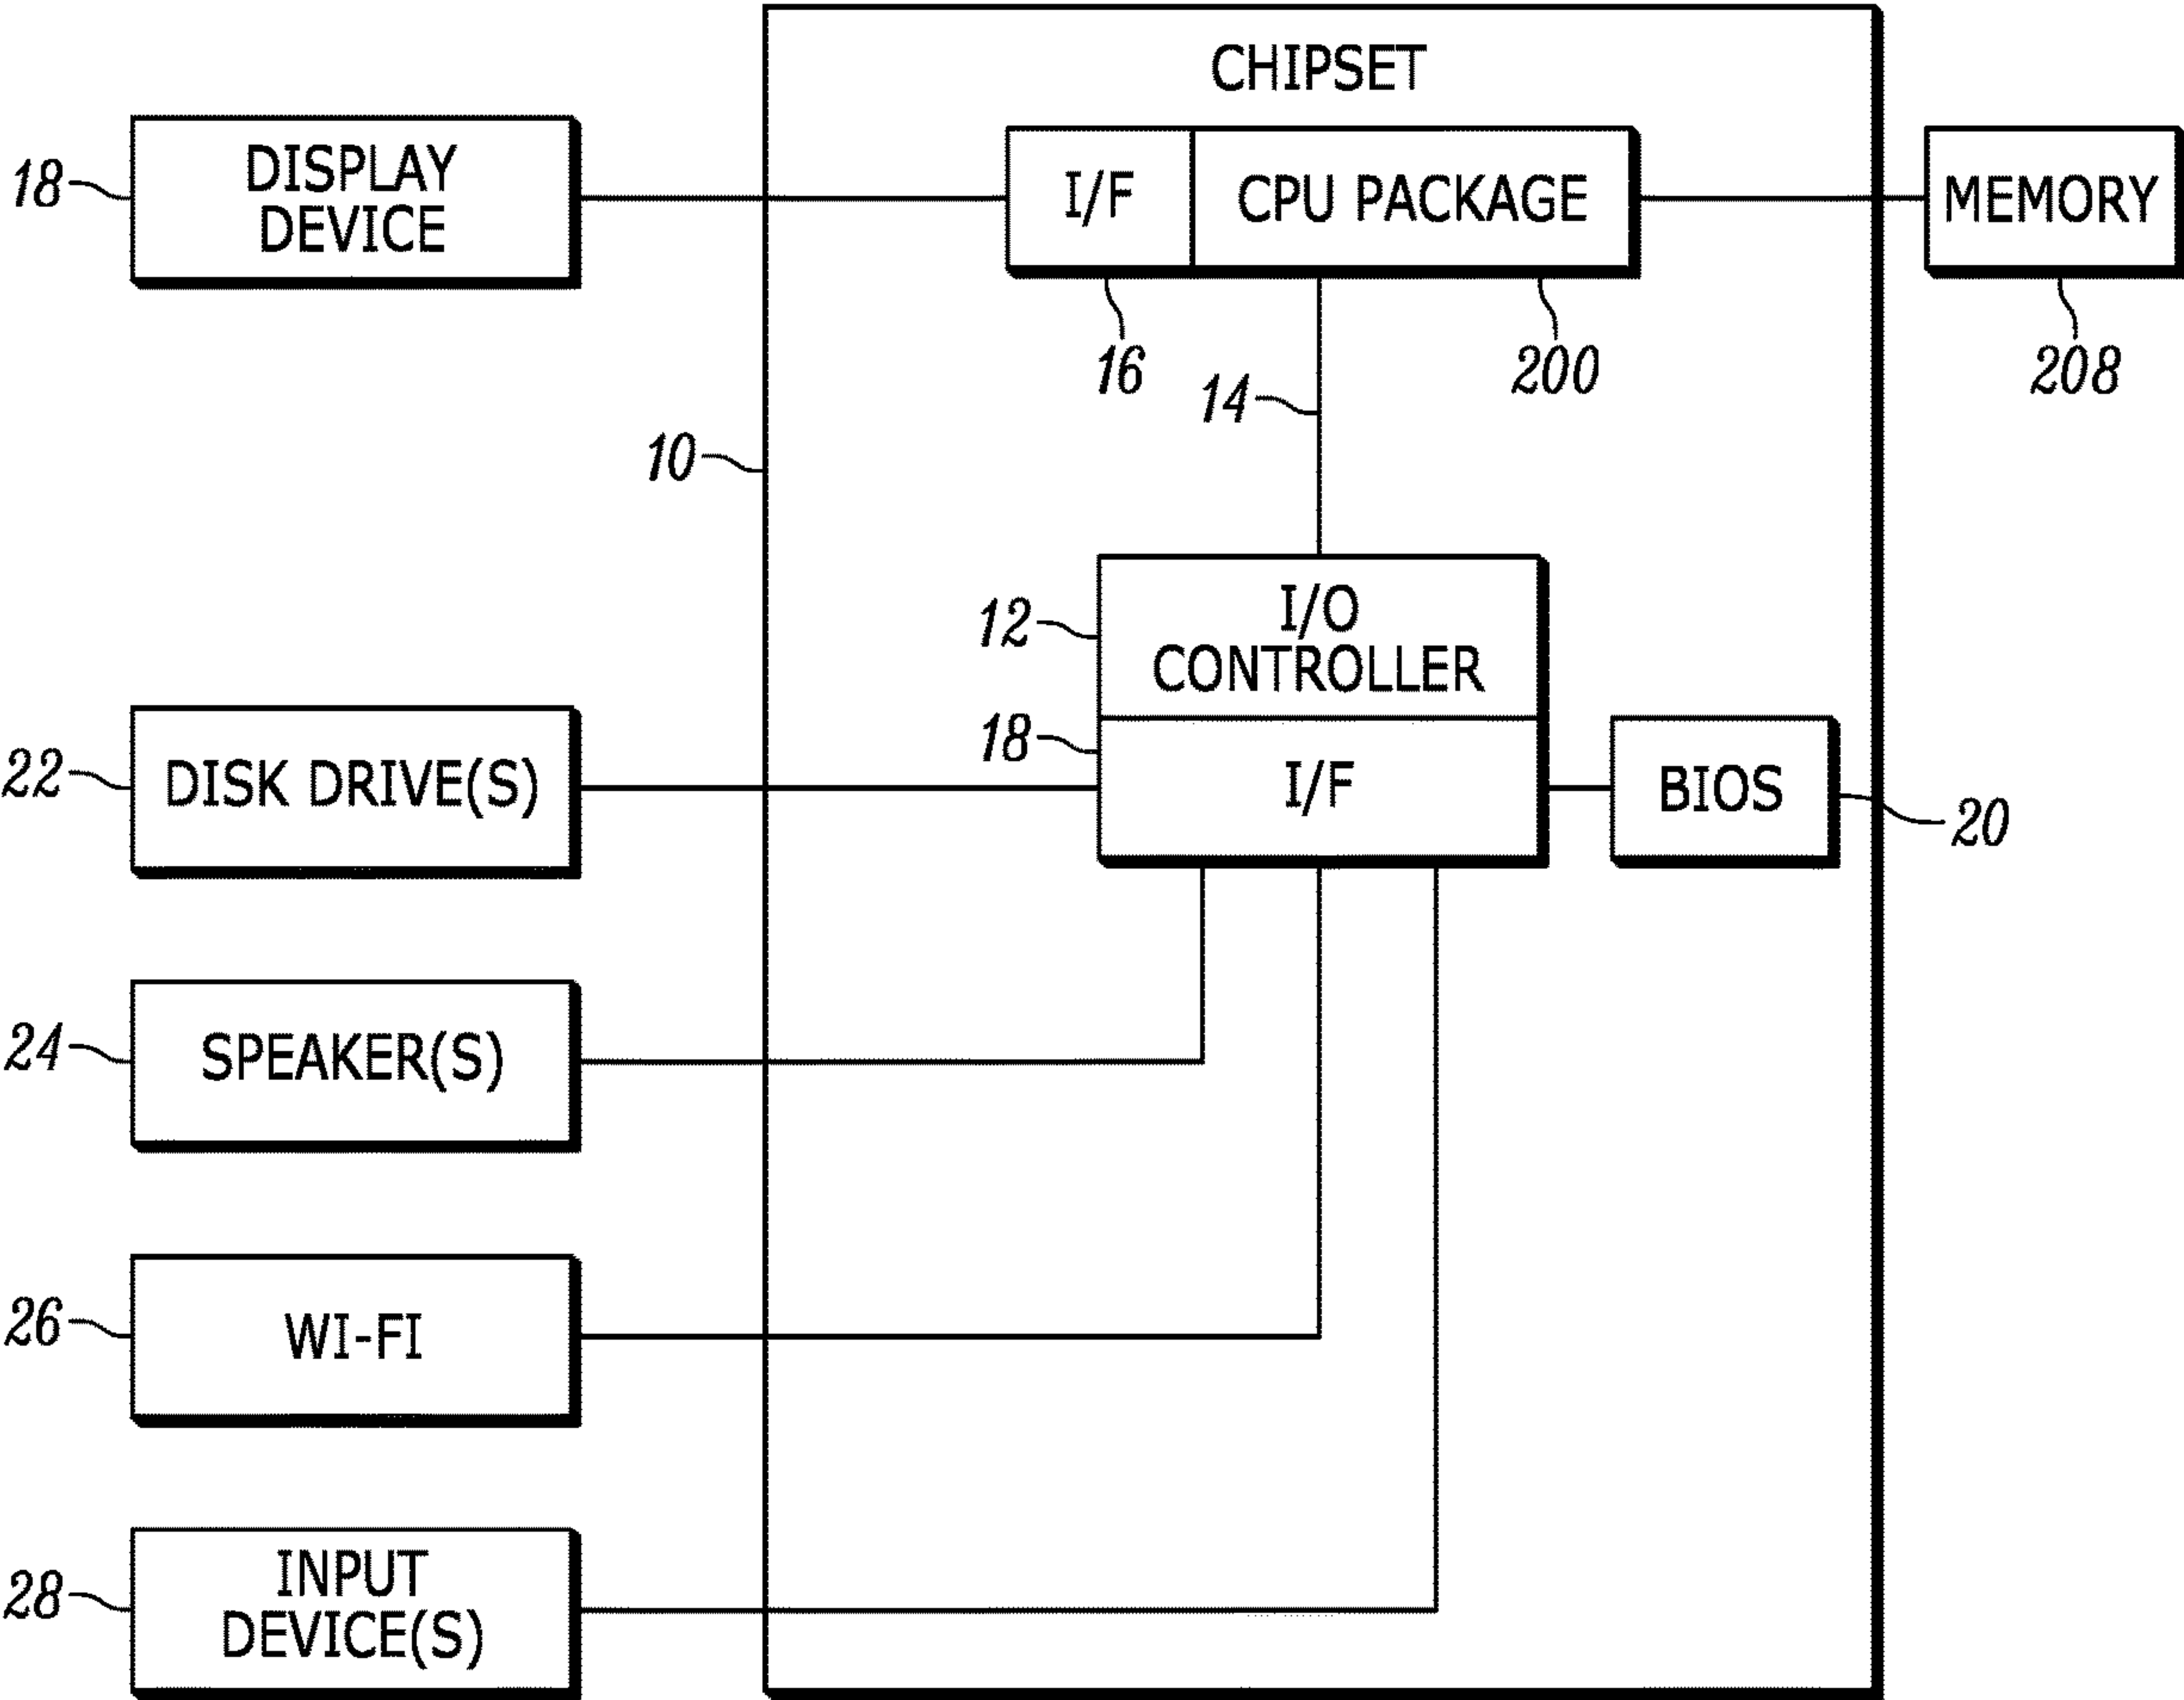 CHIPSET
18
DISPLAY
DEVICE
I/F
CPU PACKAGE
MEMORY
16
14
200
208
10
12
I/O
CONTROLLER
18
I/F
22
DISK DRIVE(S)
BIOS
20
24
SPEAKER(S)
26
WI-FI
28
INPUT
DEVICE(S)